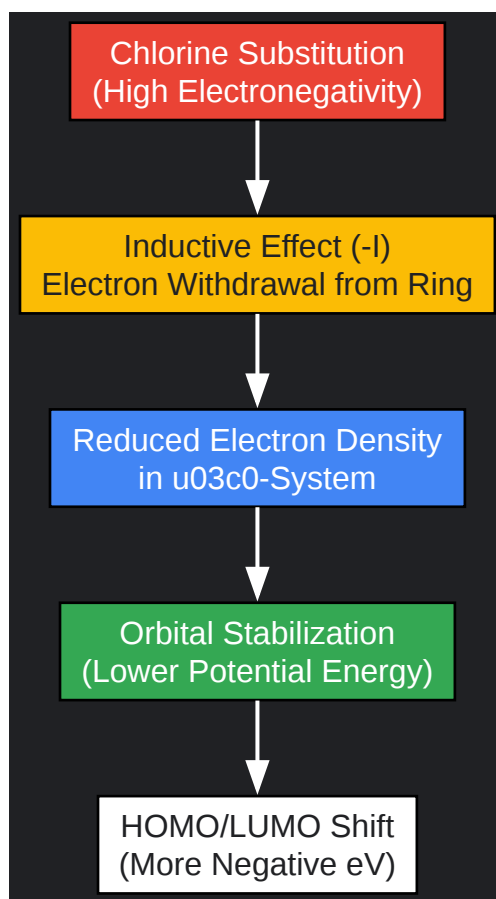 Chlorine Substitution
(High Electronegativity)
Inductive Effect (-I)
Electron Withdrawal from Ring
Reduced Electron Density
in u03c0-System
Orbital Stabilization
(Lower Potential Energy)
HOMO/LUMO Shift
(More Negative eV)